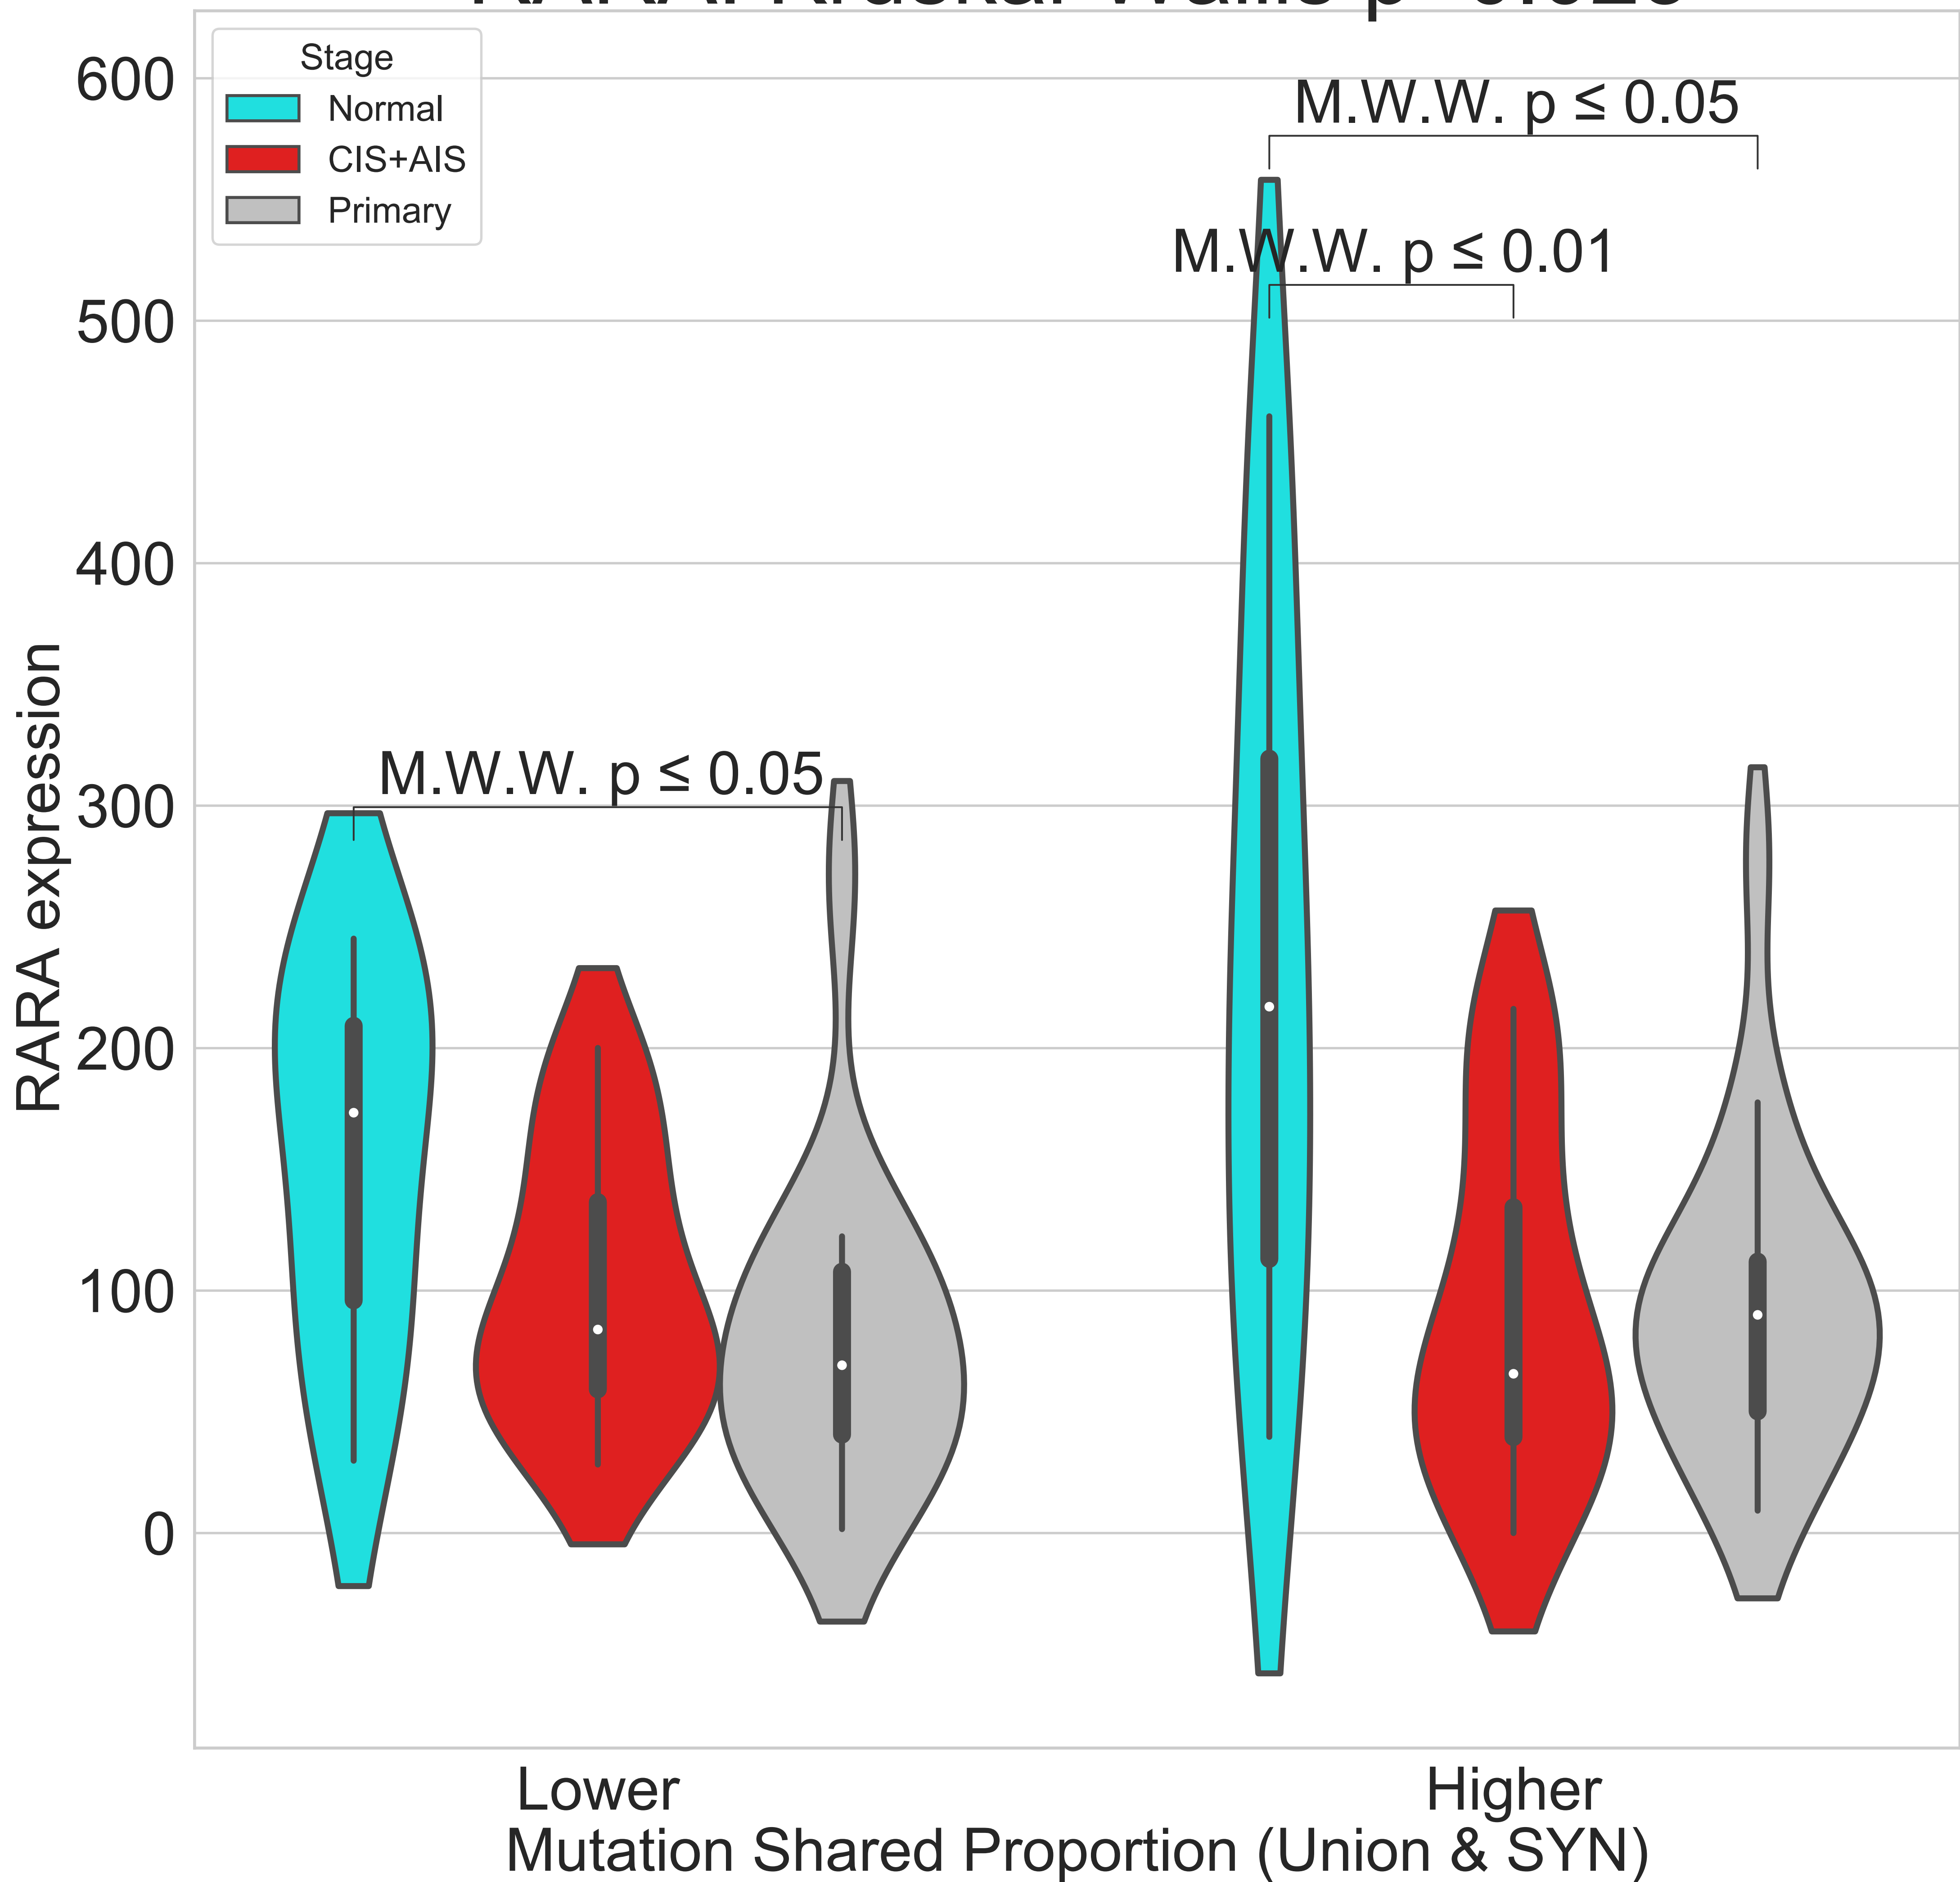 Stage
Normal
CIS+AIS
Primary
M.W.W. p ≤ 0.05
M.W.W. p ≤ 0.01
M.W.W. p ≤ 0.05
600
500
400
300
200
100
0
RARA expression
Lower
Higher
Mutation Shared Proportion (Union & SYN)